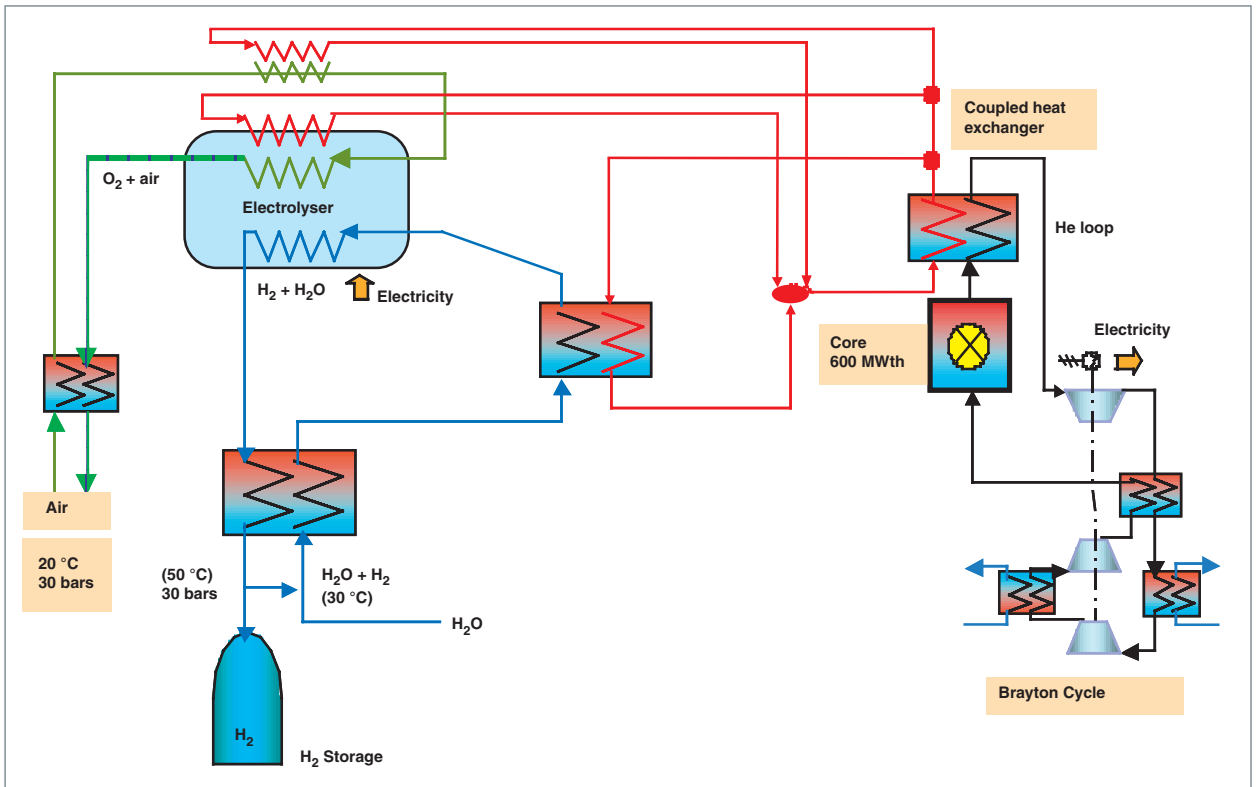 Coupled heat
exchanger
O₂ + air
Electrolyser
He loop
H₂ + H₂O
Electricity
Core
600 MWth
Electricity
Air
20 °C
30 bars
(50 °C)
30 bars
H₂O + H₂
(30 °C)
H₂O
Brayton Cycle
H₂
H₂ Storage